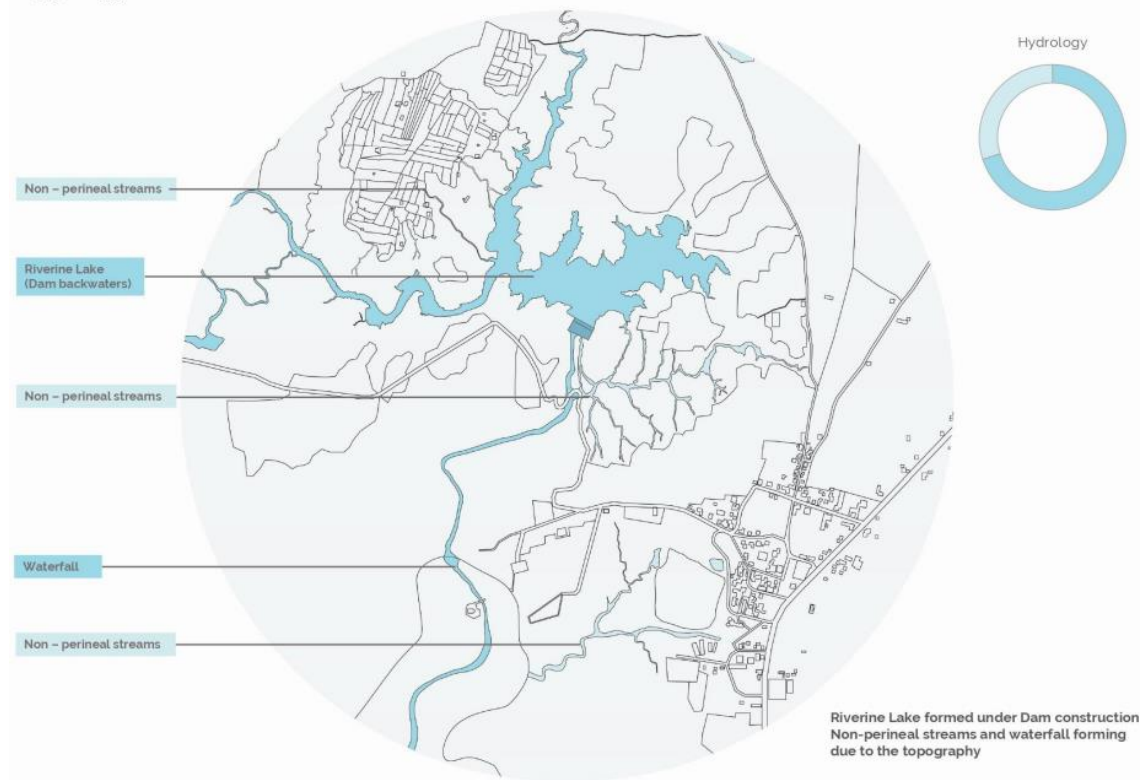 Hydrology
Non – perineal streams
Riverine Lake
(Dam backwaters)
Non – perineal streams
Waterfall
Non – perineal streams
Riverine Lake formed under Dam construction
Non-perineal streams and waterfall forming
due to the topography